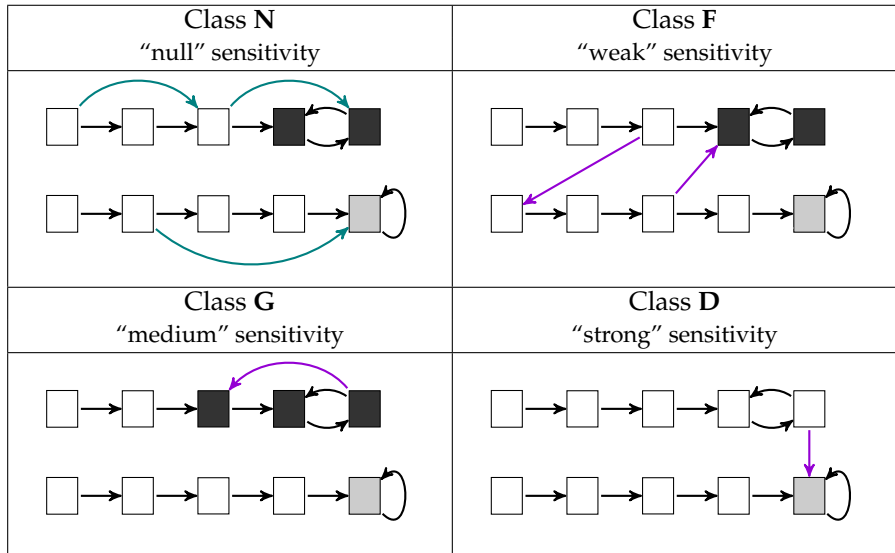 Class N
"null" sensitivity
Class F
"weak" sensitivity
Class G
"medium" sensitivity
Class D
"strong" sensitivity